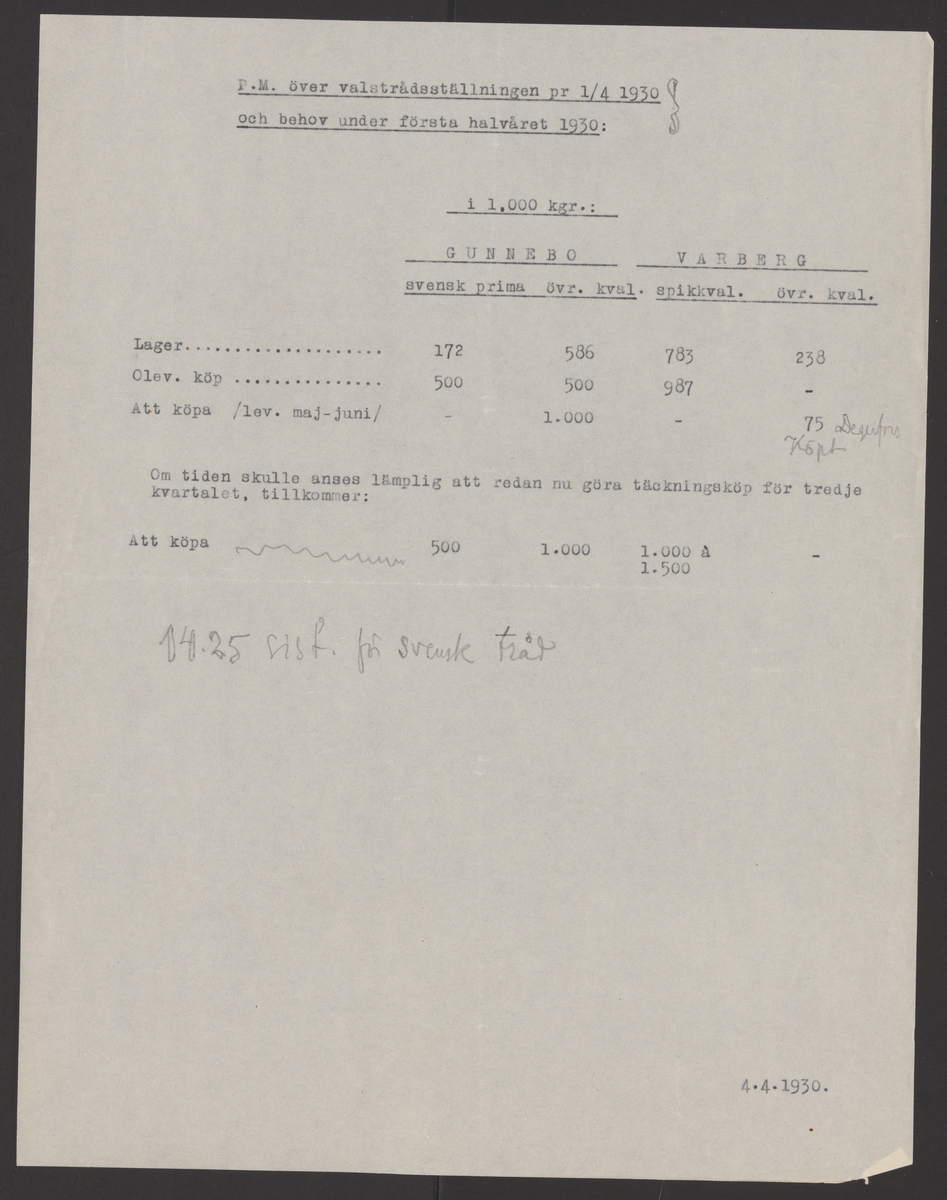 P.M. över valstrådsställningen pr 1/4 1930
och behov under första halvåret 1930:
i 1,000 kgr.:
GUNNEBO VARBERG
svensk prima övr. kval. spikkval. övr. kval.
Lager..................... 172 586 783 238
Olev. köp ............... 500 500 987 -
Att köpa /lev. maj-juni/ - 1.000 - 75 Degerfors
Köpt
Om tiden skulle anses lämplig att redan nu göra täckningsköp för tredje
kvartalet, tillkommer:
Att köpa 500 1.000 1.000 à -
1.500
14.25 sist. för svensk tråd
4.4.1930.